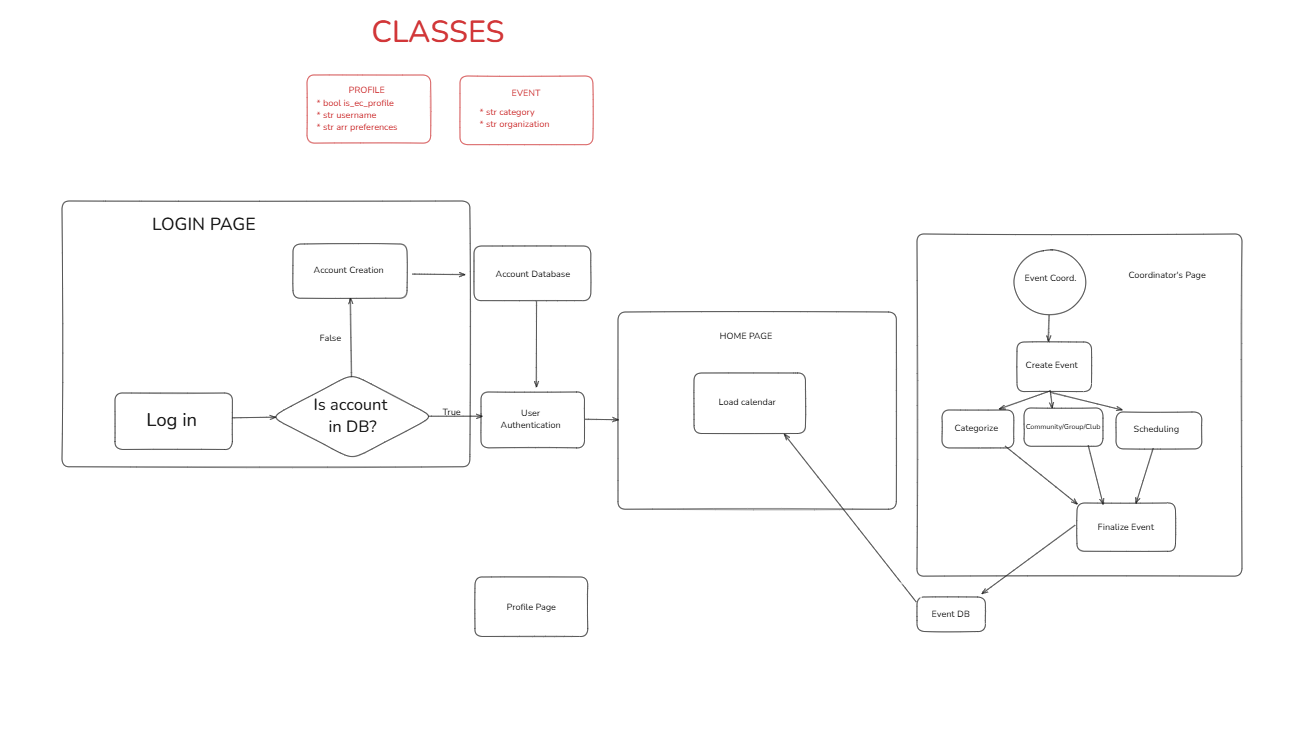 CLASSES
PROFILE
* bool is_ec_profile
* str username
* str arr preferences
EVENT
* str category
* str organization
LOGIN PAGE
Account Creation
False
Log in
Is account
in DB?
True
Account Database
User
Authentication
HOME PAGE
Load calendar
Event Coord.
Coordinator's Page
Create Event
Categorize
Community/Group/Club
Scheduling
Finalize Event
Event DB
Profile Page